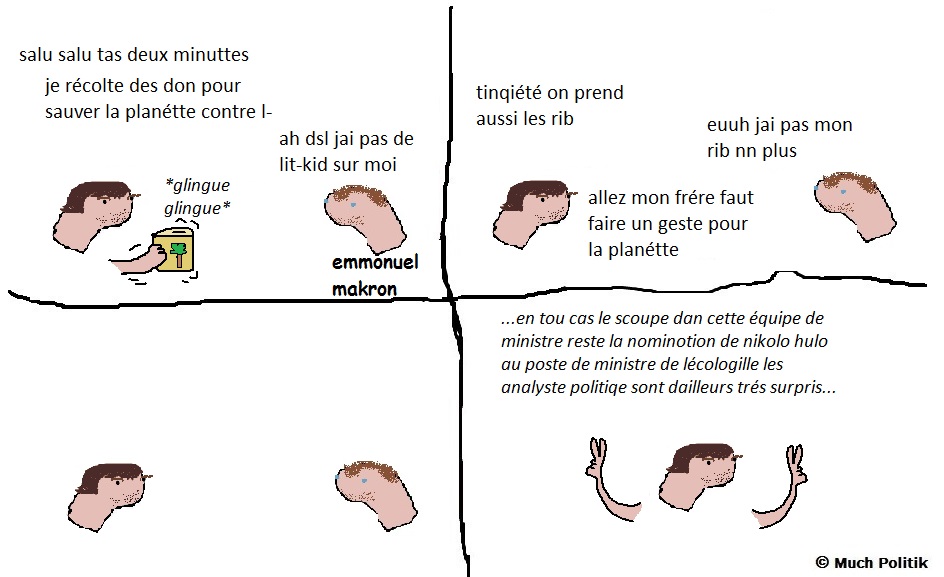 salu salu tas deux minuttes
je récolte des don pour
sauver la planétte contre l-
ah dsl jai pas de
lit-kid sur moi
*glingue
glingue*
emmonuel
makron
tinqiété on prend
aussi les rib
euuh jai pas mon
rib nn plus
allez mon frére faut
faire un geste pour
la planétte
...en tou cas le scoupe dan cette équipe de
ministre reste la nominotion de nikolo hulo
au poste de ministre de lécologille les
analyste politiqe sont dailleurs trés surpris...
© Much Politik